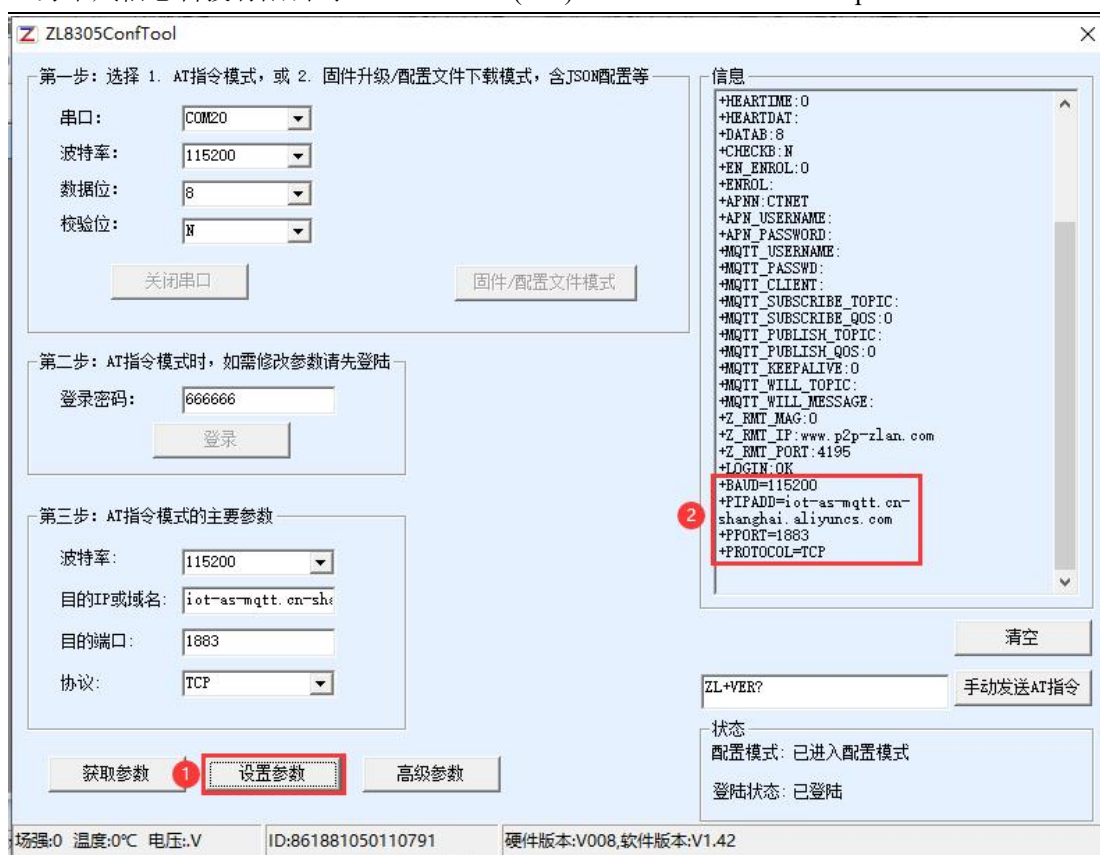 ZL8305ConfTool
第一步：选择 1. AT指令模式，或 2. 固件升级/配置文件下载模式，含JSON配置等
串口：
COM20
波特率：
115200
数据位：
8
校验位：
N
关闭串口
固件/配置文件模式
第二步：AT指令模式时，如需修改参数请先登陆
登录密码：
666666
登录
第三步：AT指令模式的主要参数
波特率：
115200
目的IP或域名：
iot-as-mqtt.cn-sha
目的端口：
1883
协议：
TCP
获取参数
1
设置参数
高级参数
信息
+HEARTIME:0
+HEARTDAT:
+DATAB:8
+CHECKB:N
+EN_ENROL:0
+ENROL:
+APNN:CTNET
+APN_USERNAME:
+APN_PASSWORD:
+MQTT_USERNAME:
+MQTT_PASSWD:
+MQTT_CLIENT:
+MQTT_SUBSCRIBE_TOPIC:
+MQTT_SUBSCRIBE_QOS:0
+MQTT_PUBLISH_TOPIC:
+MQTT_PUBLISH_QOS:0
+MQTT_KEEPALIVE:0
+MQTT_WILL_TOPIC:
+MQTT_WILL_MESSAGE:
+Z_RMT_MAG:0
+Z_RMT_IP:www.p2p-zlan.com
+Z_RMT_PORT:4195
+LOGIN:OK
+BAUD=115200
+PIPADD=iot-as-mqtt.cn-
shanghai.aliyuncs.com
+PPORT=1883
+PROTOCOL=TCP
2
清空
ZL+VER?
手动发送AT指令
状态
配置模式：已进入配置模式
登陆状态：已登陆
场强:0 温度:0℃ 电压:.V
ID:861881050110791
硬件版本:V008,软件版本:V1.42